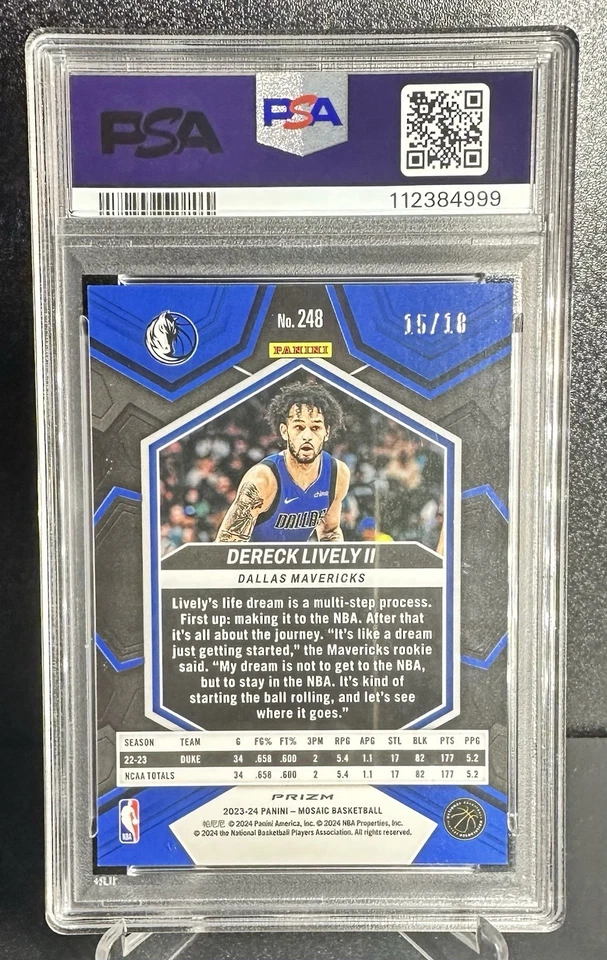 PSA PSA
112384999
No. 248 15/18
PANINI
DALLAS
DERECK LIVELY II
DALLAS MAVERICKS
Lively's life dream is a multi-step process.
First up: making it to the NBA. After that
it's all about the journey. “It's like a dream
just getting started,” the Mavericks rookie
said. “My dream is not to get to the NBA,
but to stay in the NBA. It's kind of
starting the ball rolling, and let's see
where it goes.”
SEASON TEAM G FG% FT% 3PM RPG APG STL BLK PTS PPG
22-23 DUKE 34 .658 .600 2 5.4 1.1 17 82 177 5.2
NCAA TOTALS 34 .658 .600 2 5.4 1.1 17 82 177 5.2
PRIZM
2023-24 PANINI – MOSAIC BASKETBALL
帕尼尼 © 2024 Panini America, Inc. © 2024 NBA Properties, Inc.
© 2024 the National Basketball Players Association. All rights reserved.
NBA